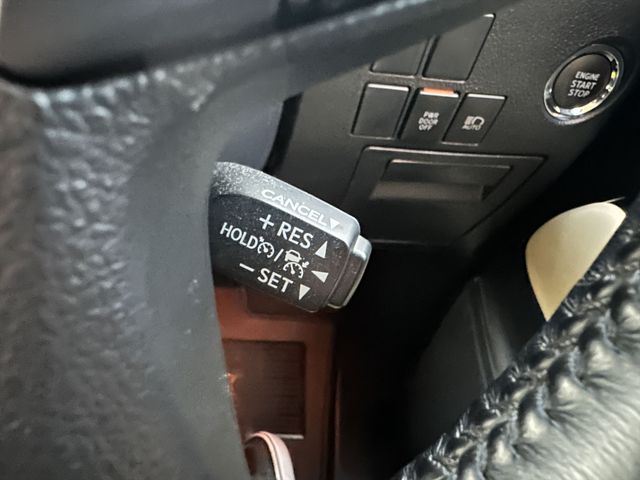 ENGINE
START
STOP
PWR
DOOR
OFF
AUTO
CANCEL
+ RES
HOLD /
− SET